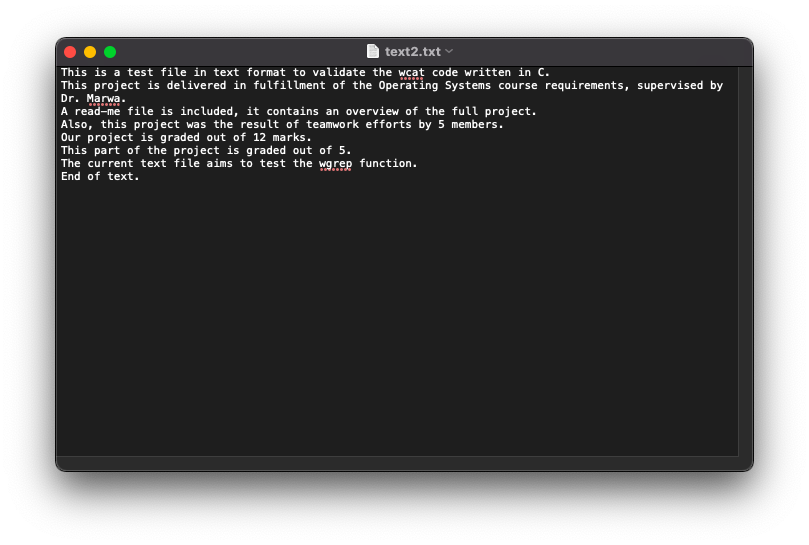 text2.txt
This is a test file in text format to validate the wcat code written in C.
This project is delivered in fulfillment of the Operating Systems course requirements, supervised by
Dr. Marwa.
A read—me file is included, it contains an overview of the full project.
Also, this project was the result of teamwork efforts by 5 members.
Our project is graded out of 12 marks.
This part of the project is graded out of 5.
The current text file aims to test the wgrep function.
End of text.